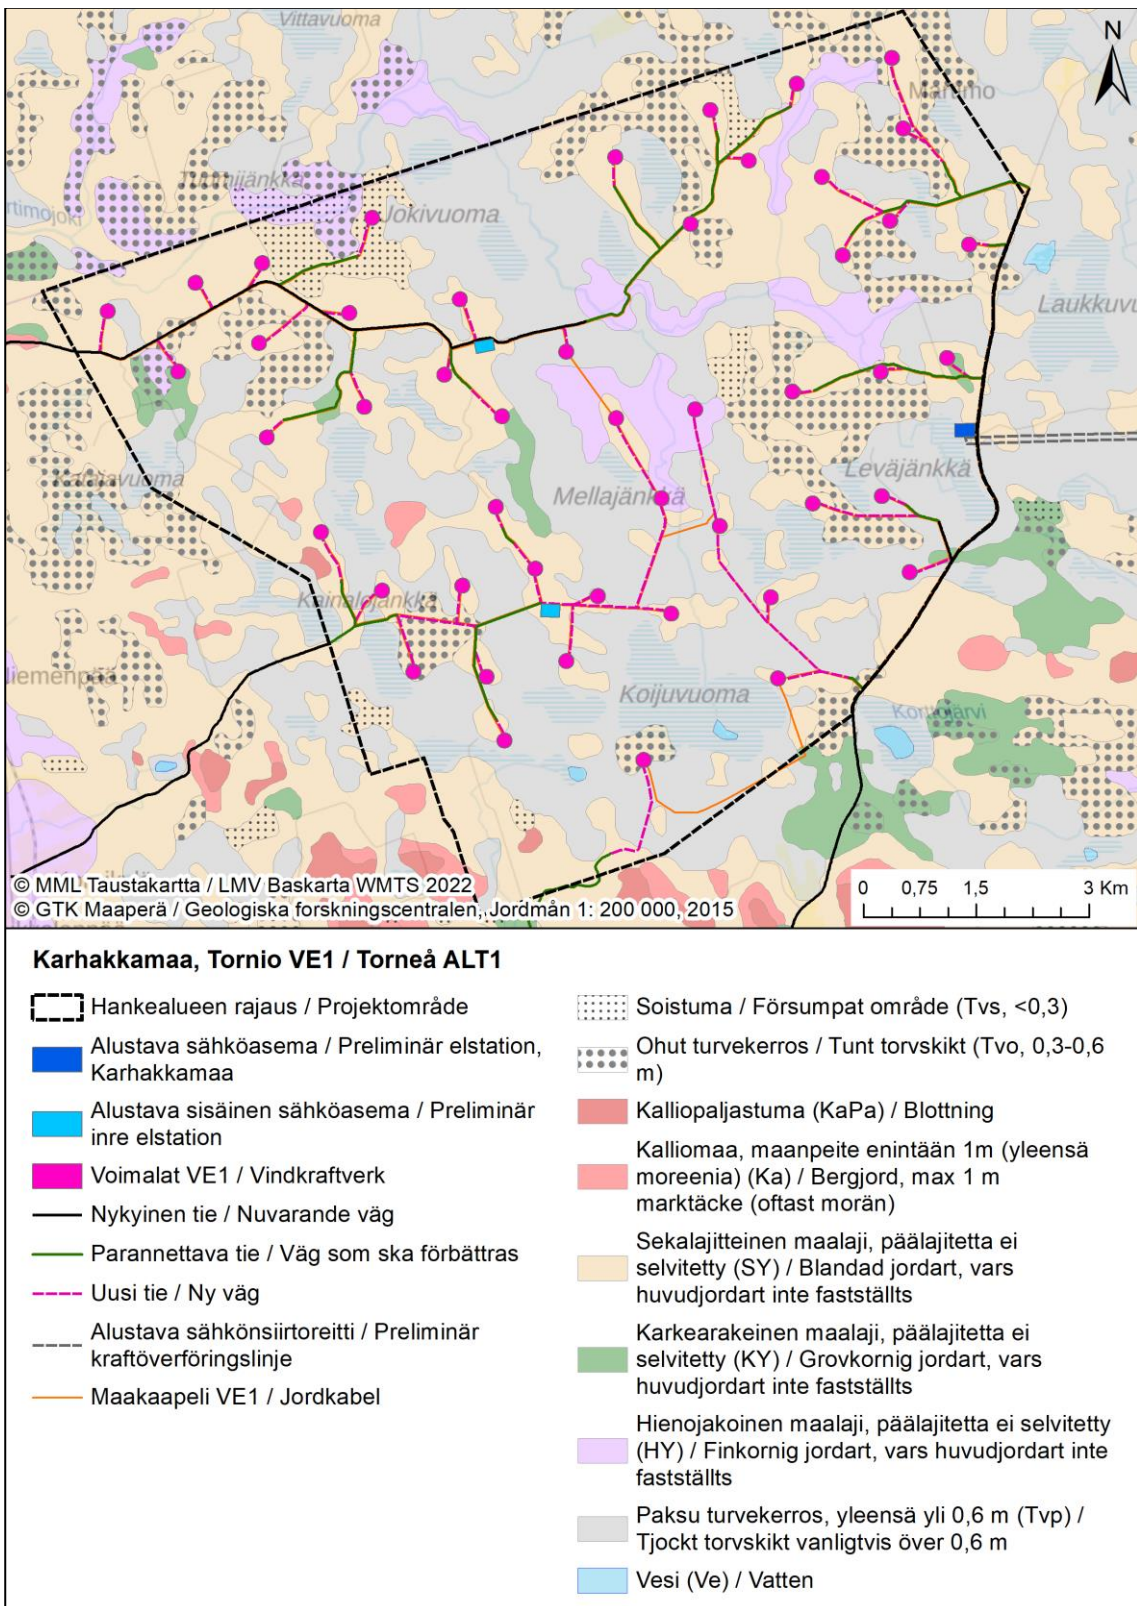 Vittavuoma
N
Martimo
Tuomijänkkä
rtimojoki
Jokivuoma
Laukkuvu
Kalajavuoma
Mellajänkkä
Leväjänkkä
Kainalojänkkä
liemenpää
Koijuvuoma
Korttojärvi
© MML Taustakartta / LMV Baskarta WMTS 2022
© GTK Maaperä / Geologiska forskningscentralen, Jordmån 1: 200 000, 2015
0 0,75 1,5 3 Km
Karhakkamaa, Tornio VE1 / Torneå ALT1
Hankealueen rajaus / Projektområde
Alustava sähköasema / Preliminär elstation,
Karhakkamaa
Alustava sisäinen sähköasema / Preliminär
inre elstation
Voimalat VE1 / Vindkraftverk
Nykyinen tie / Nuvarande väg
Parannettava tie / Väg som ska förbättras
Uusi tie / Ny väg
Alustava sähkönsiirtoreitti / Preliminär
kraftöverföringslinje
Maakaapeli VE1 / Jordkabel
Soistuma / Försumpat område (Tvs, <0,3)
Ohut turvekerros / Tunt torvskikt (Tvo, 0,3-0,6
m)
Kalliopaljastuma (KaPa) / Blottning
Kalliomaa, maanpeite enintään 1m (yleensä
moreenia) (Ka) / Bergjord, max 1 m
marktäcke (oftast morän)
Sekalajitteinen maalaji, päälajitetta ei
selvitetty (SY) / Blandad jordart, vars
huvudjordart inte fastställts
Karkearakeinen maalaji, päälajitetta ei
selvitetty (KY) / Grovkornig jordart, vars
huvudjordart inte fastställts
Hienojakoinen maalaji, päälajitetta ei selvitetty
(HY) / Finkornig jordart, vars huvudjordart inte
fastställts
Paksu turvekerros, yleensä yli 0,6 m (Tvp) /
Tjockt torvskikt vanligtvis över 0,6 m
Vesi (Ve) / Vatten